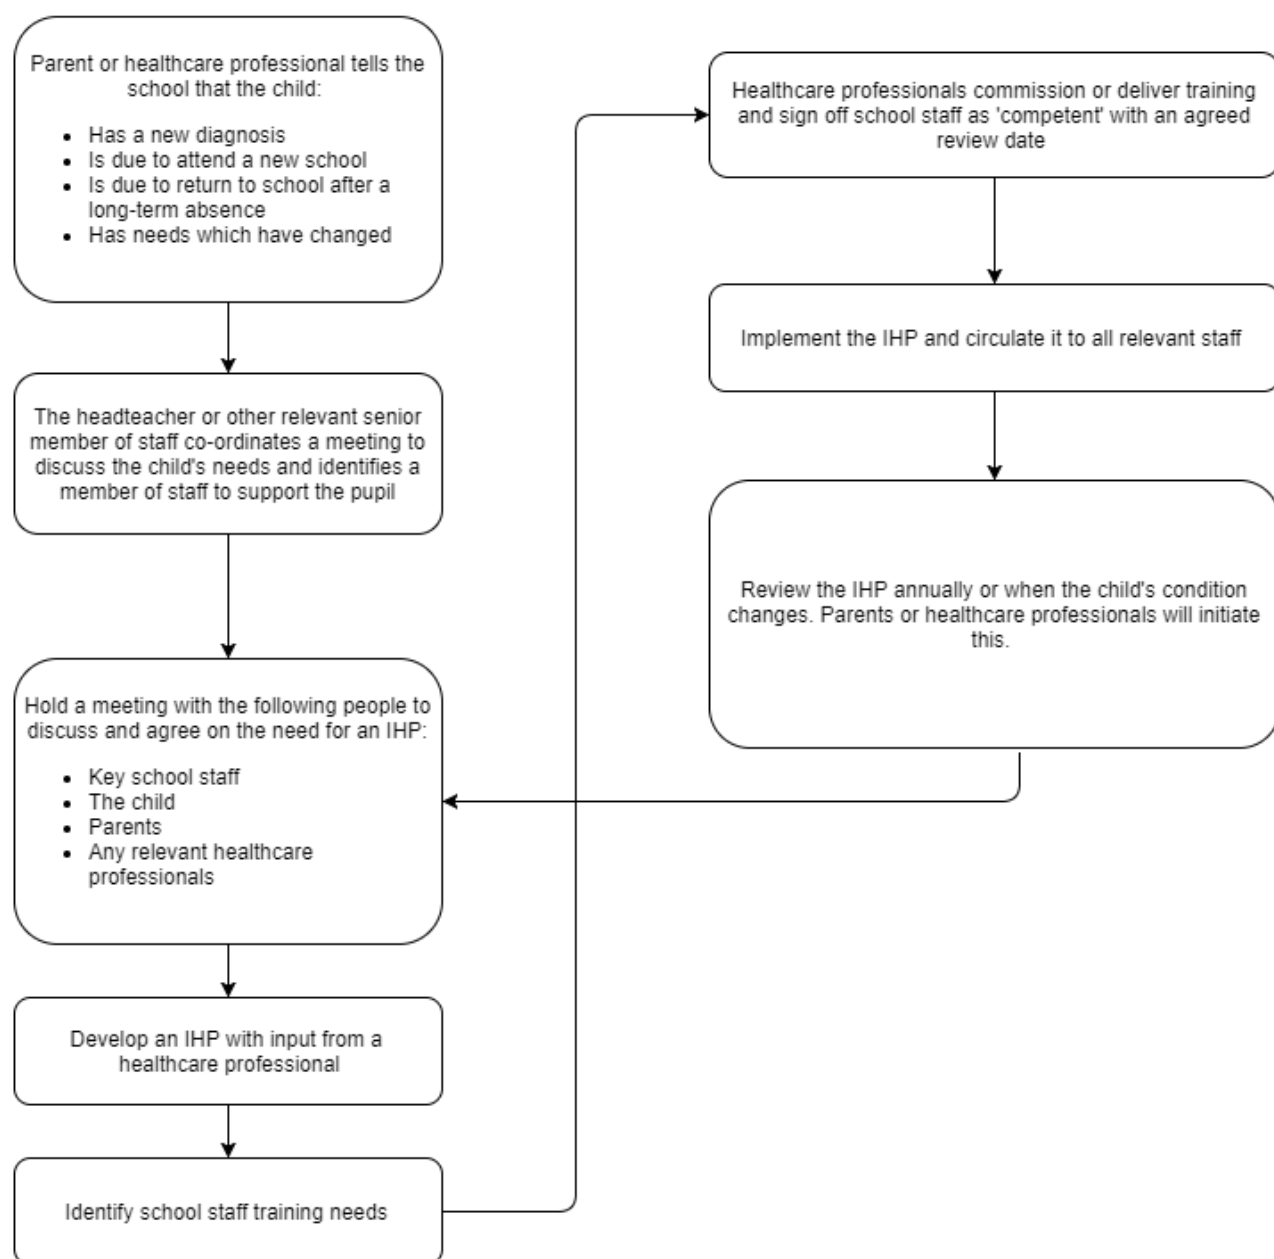 Parent or healthcare professional tells the
school that the child:
• Has a new diagnosis
• Is due to attend a new school
• Is due to return to school after a
long-term absence
• Has needs which have changed
The headteacher or other relevant senior
member of staff co-ordinates a meeting to
discuss the child's needs and identifies a
member of staff to support the pupil
Hold a meeting with the following people to
discuss and agree on the need for an IHP:
• Key school staff
• The child
• Parents
• Any relevant healthcare
professionals
Develop an IHP with input from a
healthcare professional
Identify school staff training needs
Healthcare professionals commission or deliver training
and sign off school staff as 'competent' with an agreed
review date
Implement the IHP and circulate it to all relevant staff
Review the IHP annually or when the child's condition
changes. Parents or healthcare professionals will initiate
this.